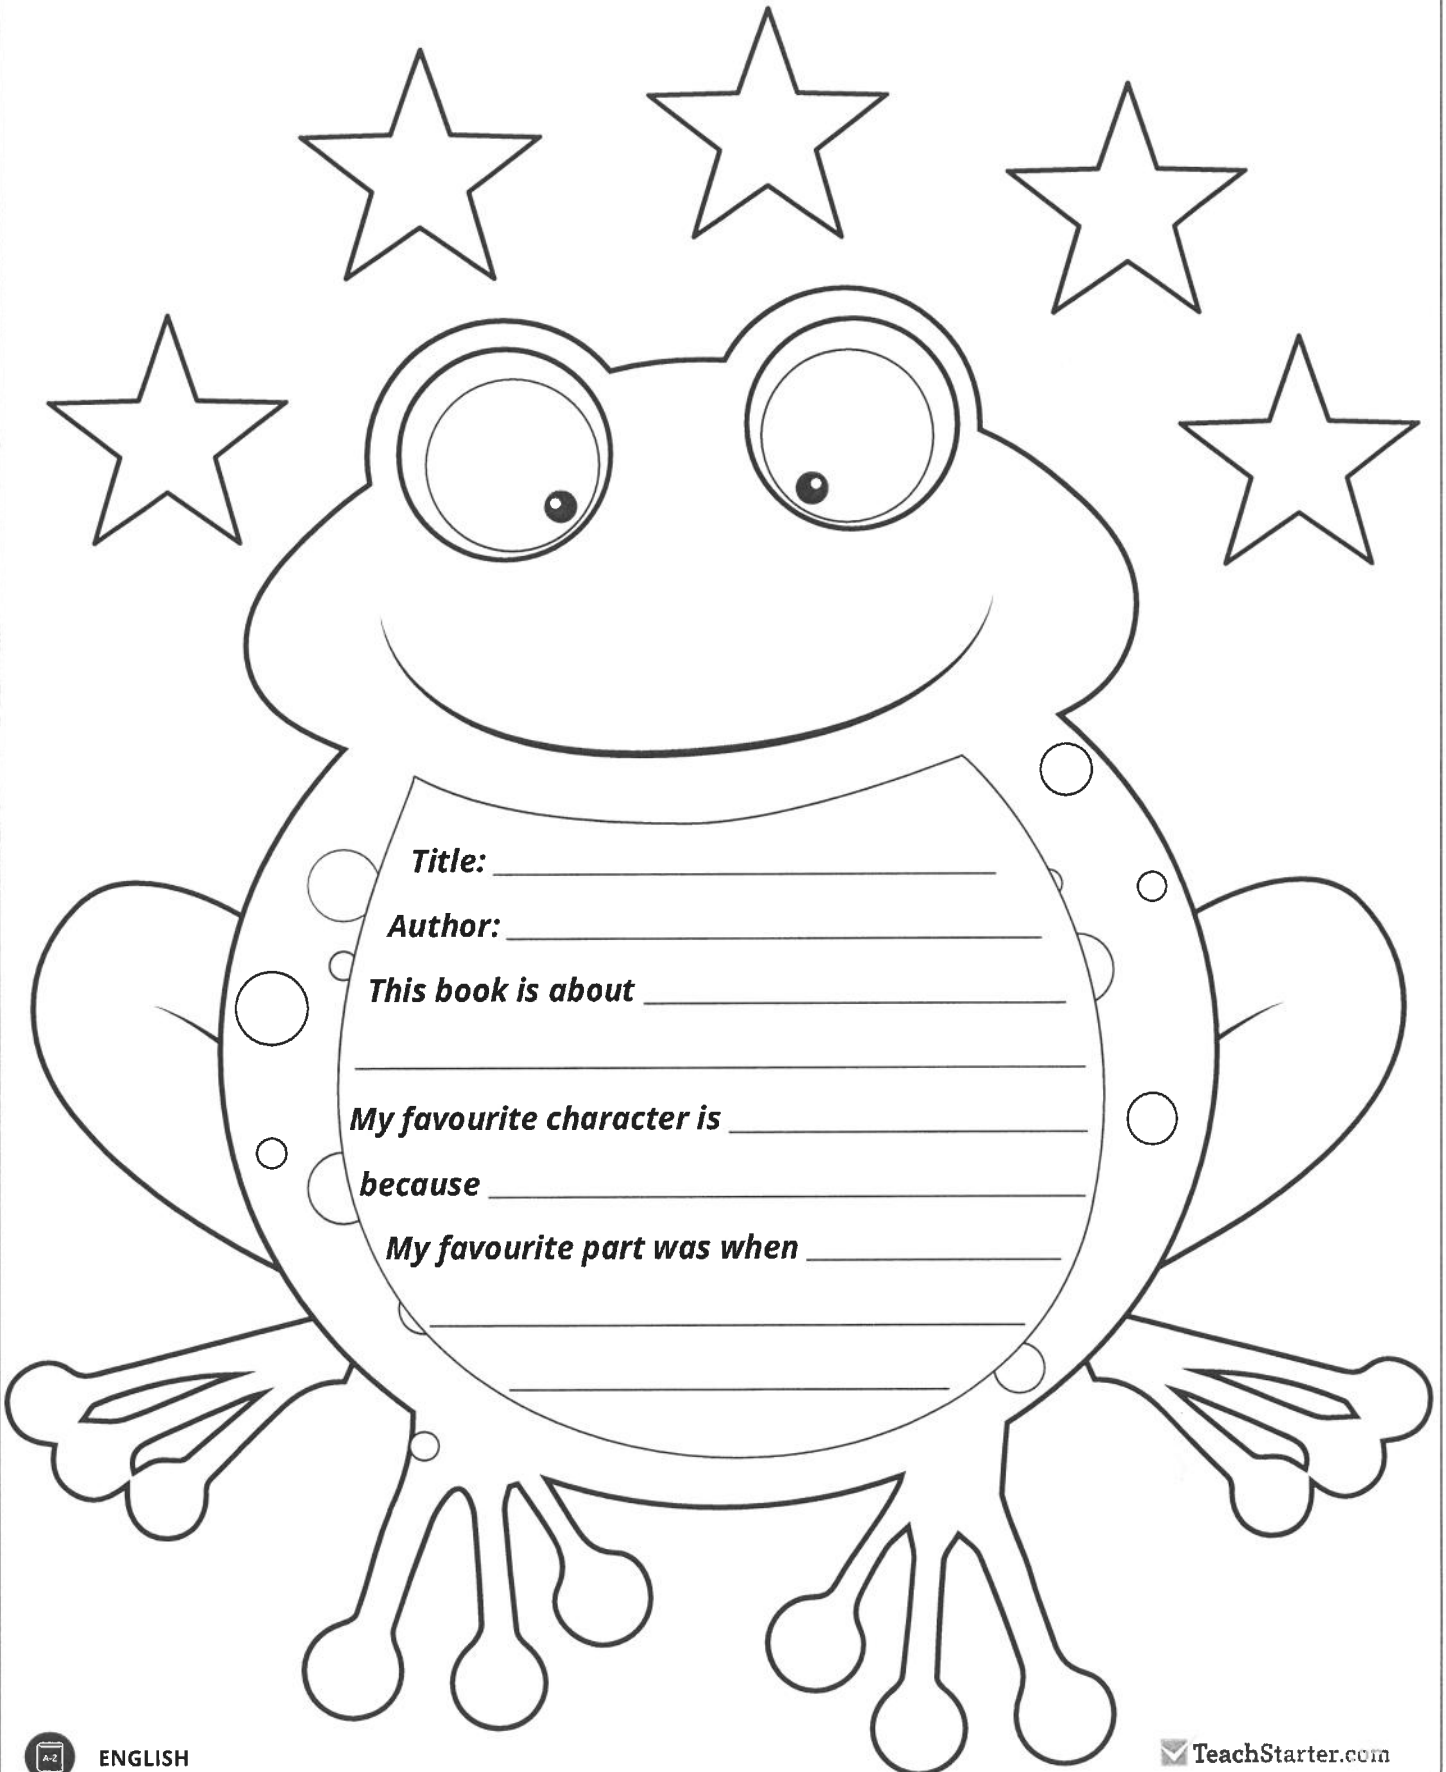 Title:
Author:
This book is about
My favourite character is
because
My favourite part was when
A-Z
ENGLISH
TeachStarter.com